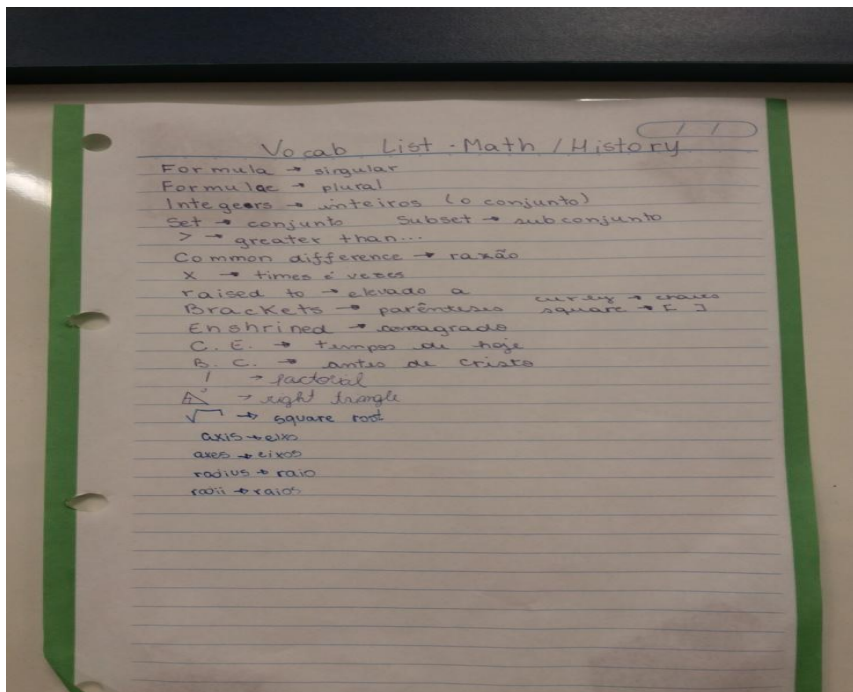 Vocab List - Math / History
/ /
Formula → singular
Formulae → plural
Integers → inteiros (o conjunto)
Set → conjunto Subset → subconjunto
> → greater than...
Common difference → razão
X → times é vezes
raised to → elevado a
Brackets → parênteses curly → chaves square → [ ]
Enshrined → consagrado
C. E. → tempos de hoje
B. C. → antes de cristo
! → factorial
→ right triangle
√ → square root
axis → eixo
axes → eixos
radius → raio
radii → raios